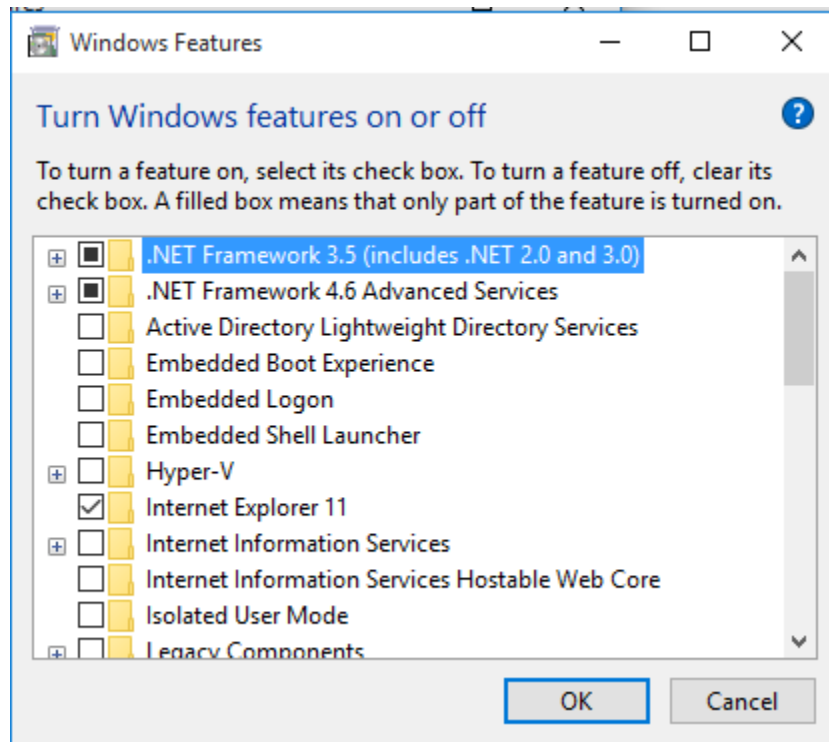 Windows Features
Turn Windows features on or off
To turn a feature on, select its check box. To turn a feature off, clear its
check box. A filled box means that only part of the feature is turned on.
.NET Framework 3.5 (includes .NET 2.0 and 3.0)
.NET Framework 4.6 Advanced Services
Active Directory Lightweight Directory Services
Embedded Boot Experience
Embedded Logon
Embedded Shell Launcher
Hyper-V
Internet Explorer 11
Internet Information Services
Internet Information Services Hostable Web Core
Isolated User Mode
Legacy Components
OK Cancel